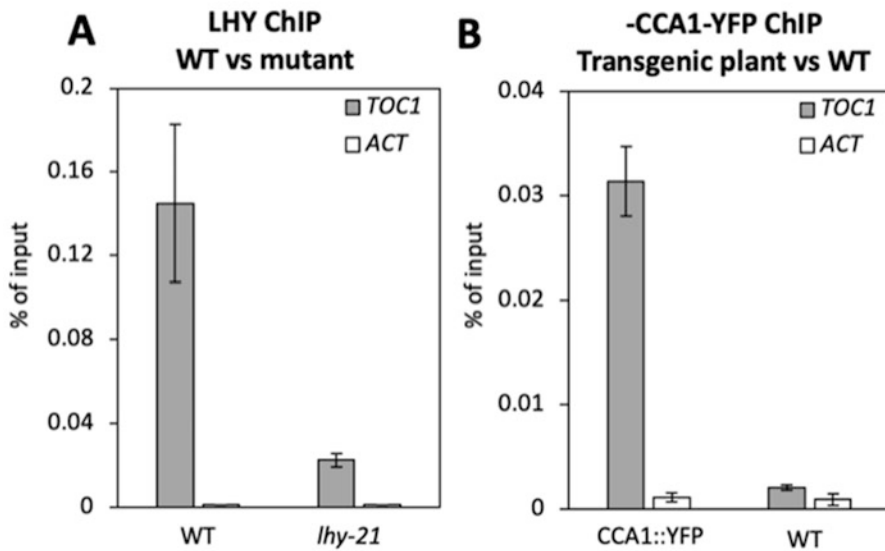 A
LHY ChIP
WT vs mutant
TOC1
ACT
% of input
0.2
0.16
0.12
0.08
0.04
0
WT
lhy-21
B
-CCA1-YFP ChIP
Transgenic plant vs WT
TOC1
ACT
% of input
0.04
0.03
0.02
0.01
0
CCA1::YFP
WT